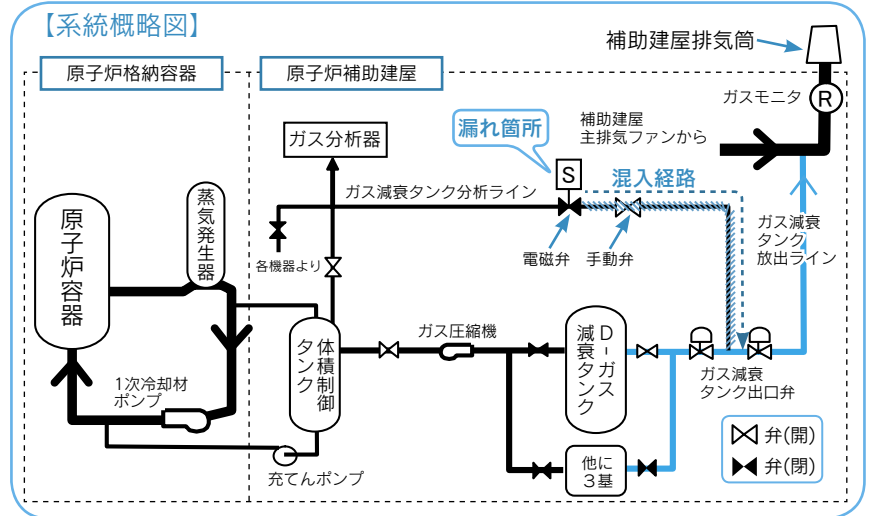 【系統概略図】
原子炉格納容器
原子炉補助建屋
補助建屋排気筒
ガスモニタ
R
補助建屋
主排気ファンから
漏れ箇所
S
混入経路
ガス分析器
ガス減衰タンク分析ライン
各機器より
電磁弁
手動弁
ガス減衰
タンク
放出ライン
原子炉容器
蒸気発生器
1次冷却材
ポンプ
体積制御
タンク
充てんポンプ
ガス圧縮機
D-ガス
減衰タンク
他に
3基
ガス減衰
タンク出口弁
弁(開)
弁(閉)